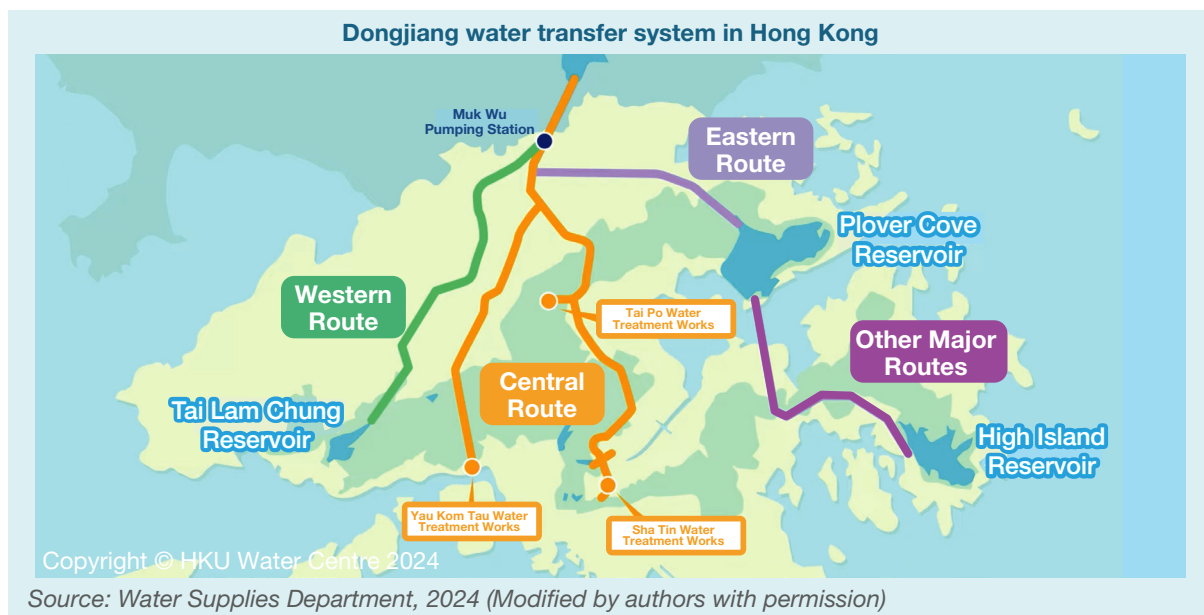 Dongjiang water transfer system in Hong Kong
Muk Wu
Pumping Station
Eastern
Route
Plover Cove
Reservoir
Western
Route
Tai Po Water
Treatment Works
Other Major
Routes
Central
Route
Tai Lam Chung
Reservoir
High Island
Reservoir
Yau Kom Tau Water
Treatment Works
Sha Tin Water
Treatment Works
Copyright © HKU Water Centre 2024
Source: Water Supplies Department, 2024 (Modified by authors with permission)